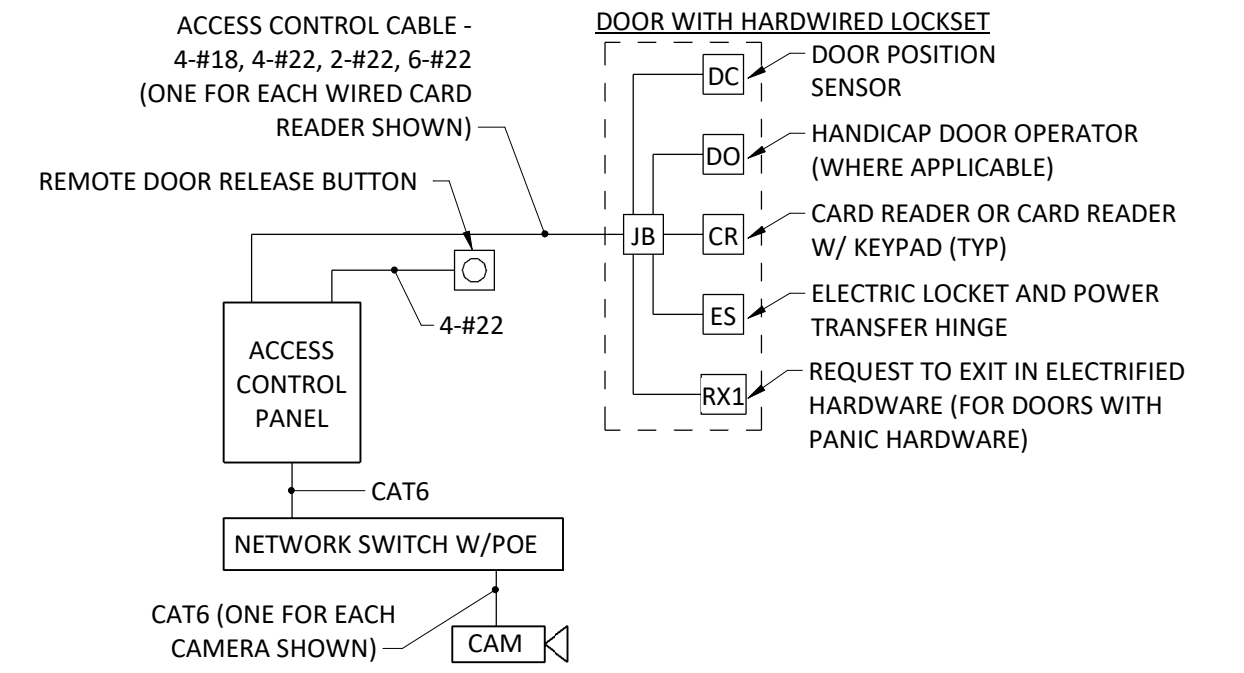 ACCESS CONTROL CABLE -
4-#18, 4-#22, 2-#22, 6-#22
(ONE FOR EACH WIRED CARD
READER SHOWN)
REMOTE DOOR RELEASE BUTTON
4-#22
ACCESS
CONTROL
PANEL
CAT6
NETWORK SWITCH W/POE
CAT6 (ONE FOR EACH
CAMERA SHOWN)
CAM
DOOR WITH HARDWIRED LOCKSET
JB
DC
DOOR POSITION
SENSOR
DO
HANDICAP DOOR OPERATOR
(WHERE APPLICABLE)
CR
CARD READER OR CARD READER
W/ KEYPAD (TYP)
ES
ELECTRIC LOCKET AND POWER
TRANSFER HINGE
RX1
REQUEST TO EXIT IN ELECTRIFIED
HARDWARE (FOR DOORS WITH
PANIC HARDWARE)